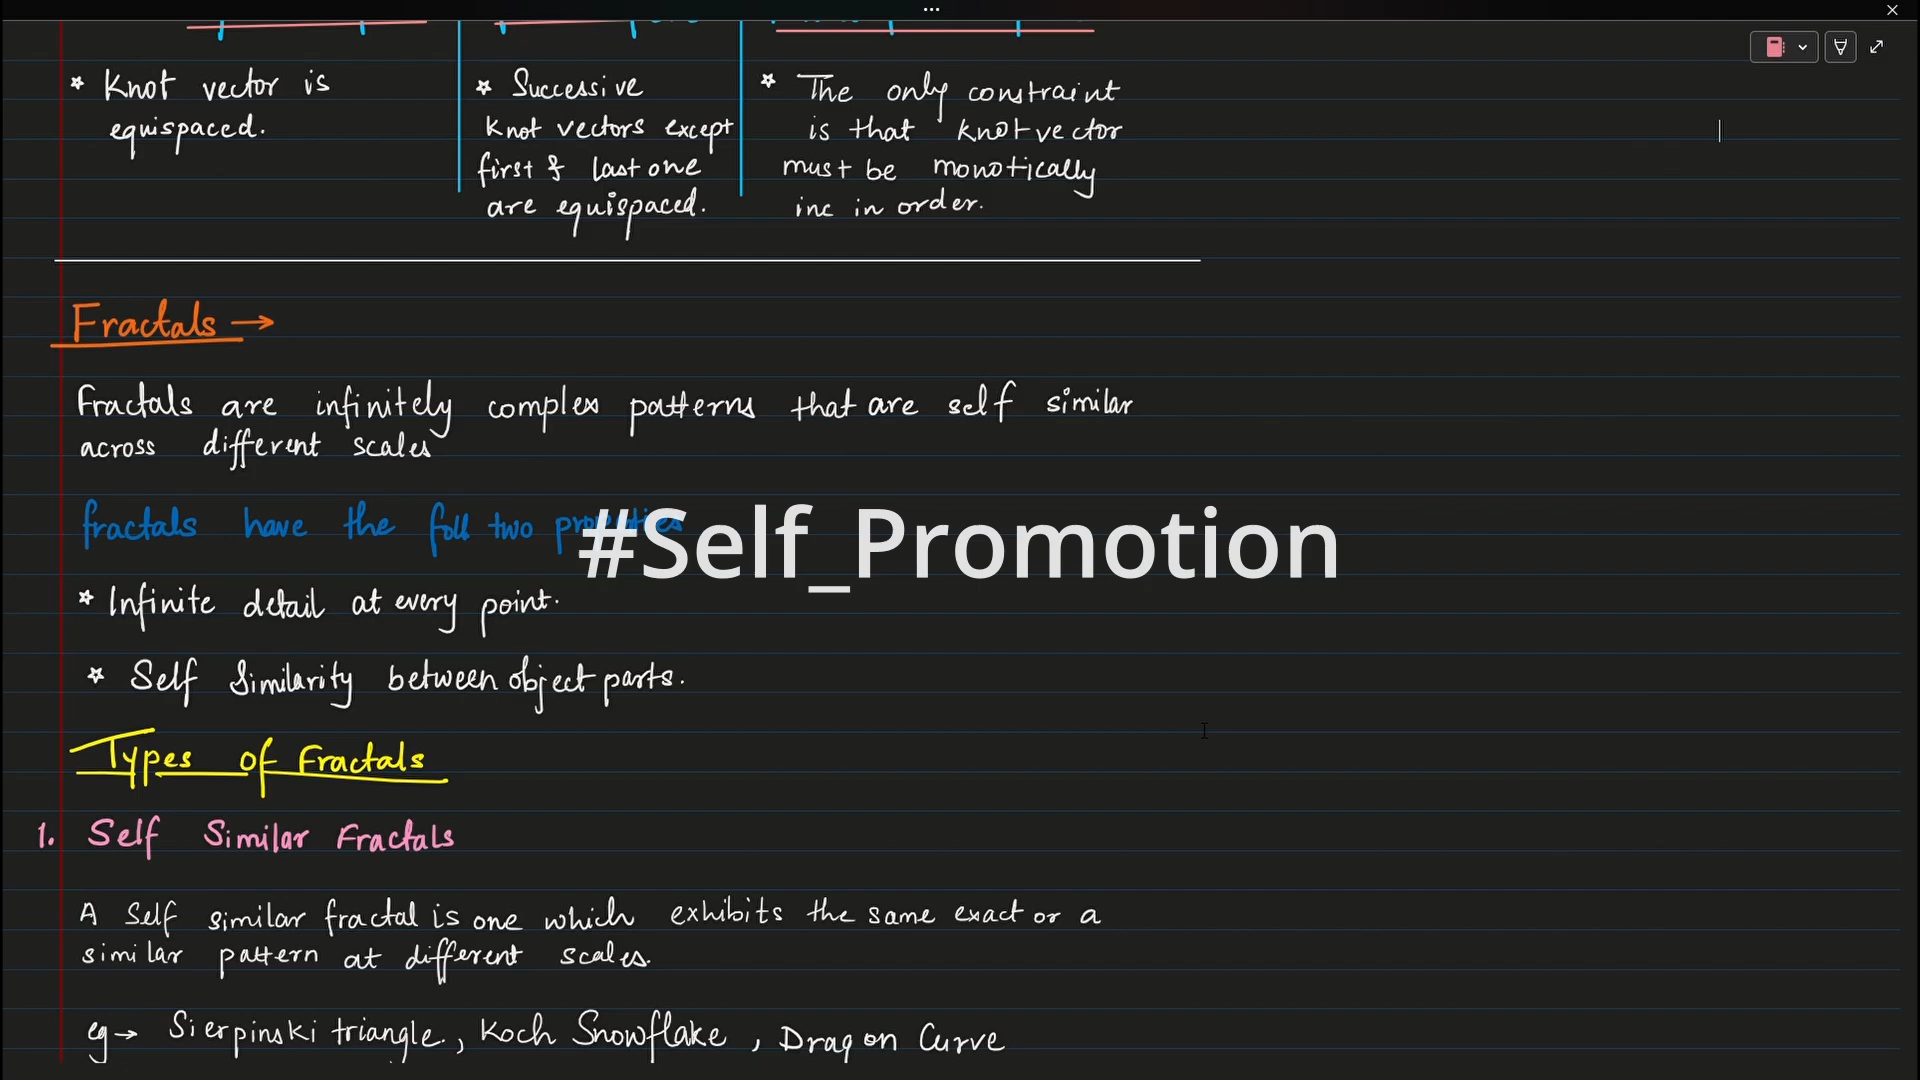 * Knot vector is
equispaced.
* Successive
Knot vectors except
first & last one
are equispaced.
* The only constraint
is that knot vector
must be monotically
inc in order.
Fractals →
Fractals are infinitely complex patterns that are self similar
across different scales
fractals have the foll two properties
#Self_Promotion
* Infinite detail at every point.
* Self Similarity between object parts.
Types of Fractals
1. Self Similar Fractals
A Self similar fractal is one which exhibits the same exact or a
similar pattern at different scales.
eg → Sierpinski triangle, Koch Snowflake, Dragon Curve